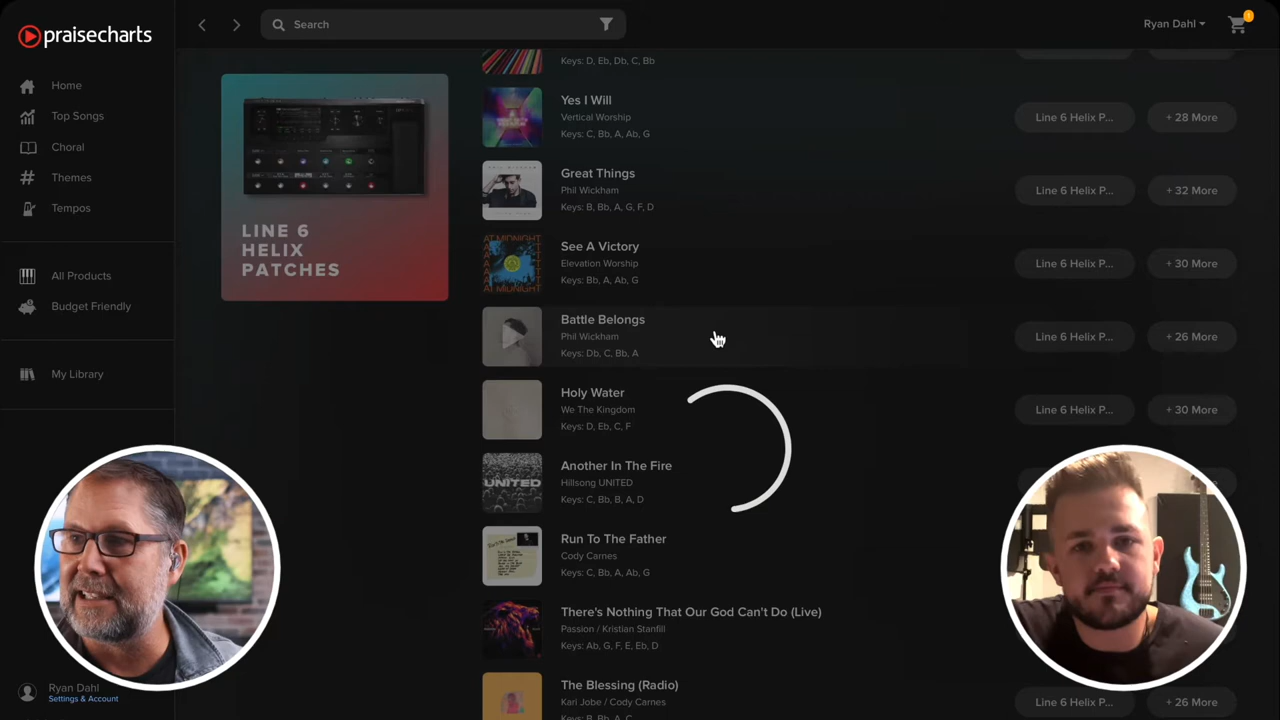 praisecharts
Search
Ryan Dahl
1
Home
Top Songs
Choral
Themes
Tempos
All Products
Budget Friendly
My Library
Ryan Dahl
Settings & Account
LINE 6
HELIX
PATCHES
Keys: D, Eb, Db, C, Bb
Yes I Will
Vertical Worship
Keys: C, Bb, A, Ab, G
Line 6 Helix P...
+ 28 More
Great Things
Phil Wickham
Keys: B, Bb, A, G, F, D
Line 6 Helix P...
+ 32 More
See A Victory
Elevation Worship
Keys: Bb, A, Ab, G
Line 6 Helix P...
+ 30 More
Battle Belongs
Phil Wickham
Keys: Db, C, Bb, A
Line 6 Helix P...
+ 26 More
Holy Water
We The Kingdom
Keys: D, Eb, C, F
Line 6 Helix P...
+ 30 More
UNITED
Another In The Fire
Hillsong UNITED
Keys: C, Bb, B, A, D
Run To The Father
Cody Carnes
Keys: C, Bb, A, Ab, G
There's Nothing That Our God Can't Do (Live)
Passion / Kristian Stanfill
Keys: Ab, G, F, E, Eb, D
The Blessing (Radio)
Kari Jobe / Cody Carnes
Keys: B, Bb, A, C
Line 6 Helix P...
+ 26 More